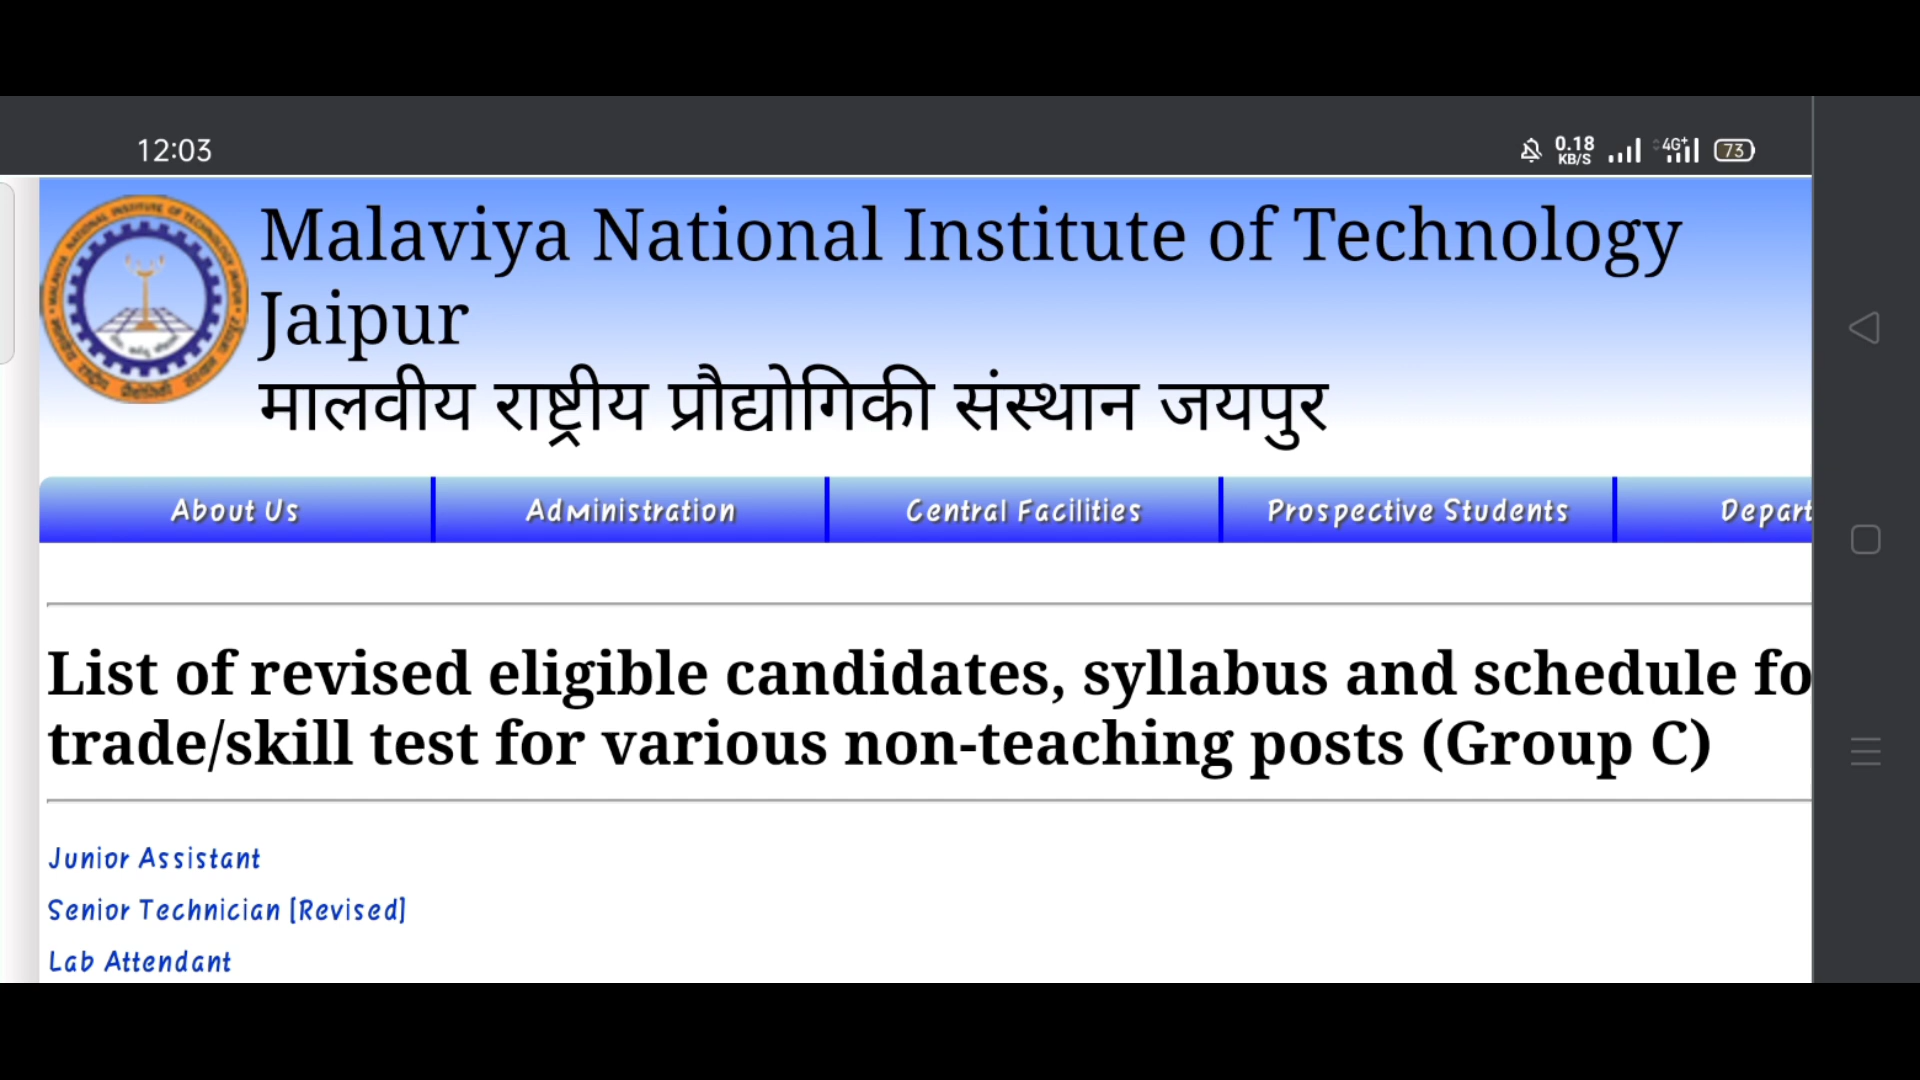 12:03
0.18
KB/S
4G+
73
Malaviya National Institute of Technology
Jaipur
मालवीय राष्ट्रीय प्रौद्योगिकी संस्थान जयपुर
About Us
Administration
Central Facilities
Prospective Students
Depart
List of revised eligible candidates, syllabus and schedule fo
trade/skill test for various non-teaching posts (Group C)
Junior Assistant
Senior Technician [Revised]
Lab Attendant